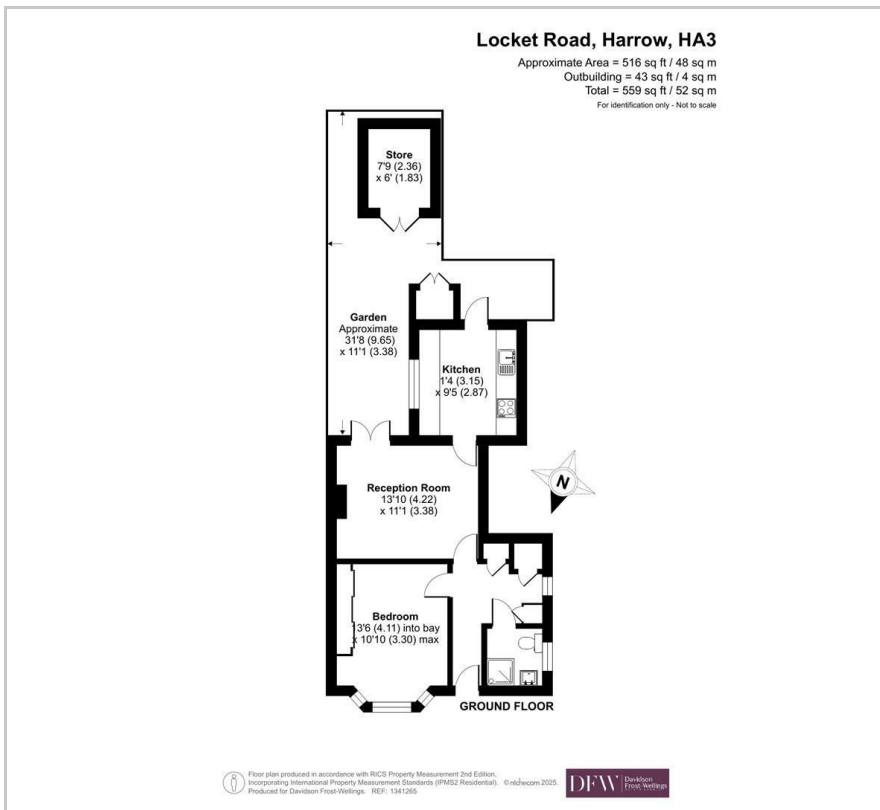 Locket Road, Harrow, HA3
Approximate Area = 516 sq ft / 48 sq m
Outbuilding = 43 sq ft / 4 sq m
Total = 559 sq ft / 52 sq m
For identification only - Not to scale
Store
7'9 (2.36)
x 6' (1.83)
Garden
Approximate
31'8 (9.65)
x 11'1 (3.38)
Kitchen
1'4 (3.15)
x 9'5 (2.87)
Reception Room
13'10 (4.22)
x 11'1 (3.38)
N
Bedroom
13'6 (4.11) into bay
x 10'10 (3.30) max
GROUND FLOOR
Floor plan produced in accordance with RICS Property Measurement 2nd Edition,
Incorporating International Property Measurement Standards (IPMS2 Residential). © nichecom 2025.
Produced for Davidson Frost-Wellings. REF: 1341265
DFW
Davidson
Frost-Wellings